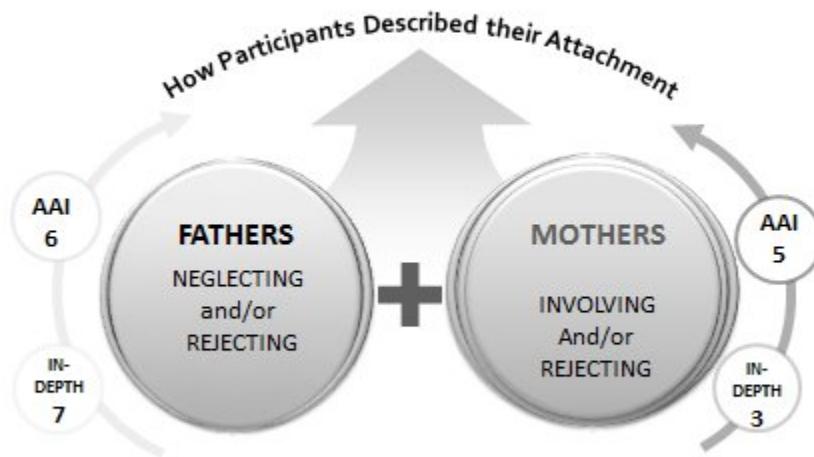 How Participants Described their Attachment
AAI
6
IN-
DEPTH
7
FATHERS
NEGLECTING
and/or
REJECTING
+
MOTHERS
INVOLVING
And/or
REJECTING
AAI
5
IN-
DEPTH
3